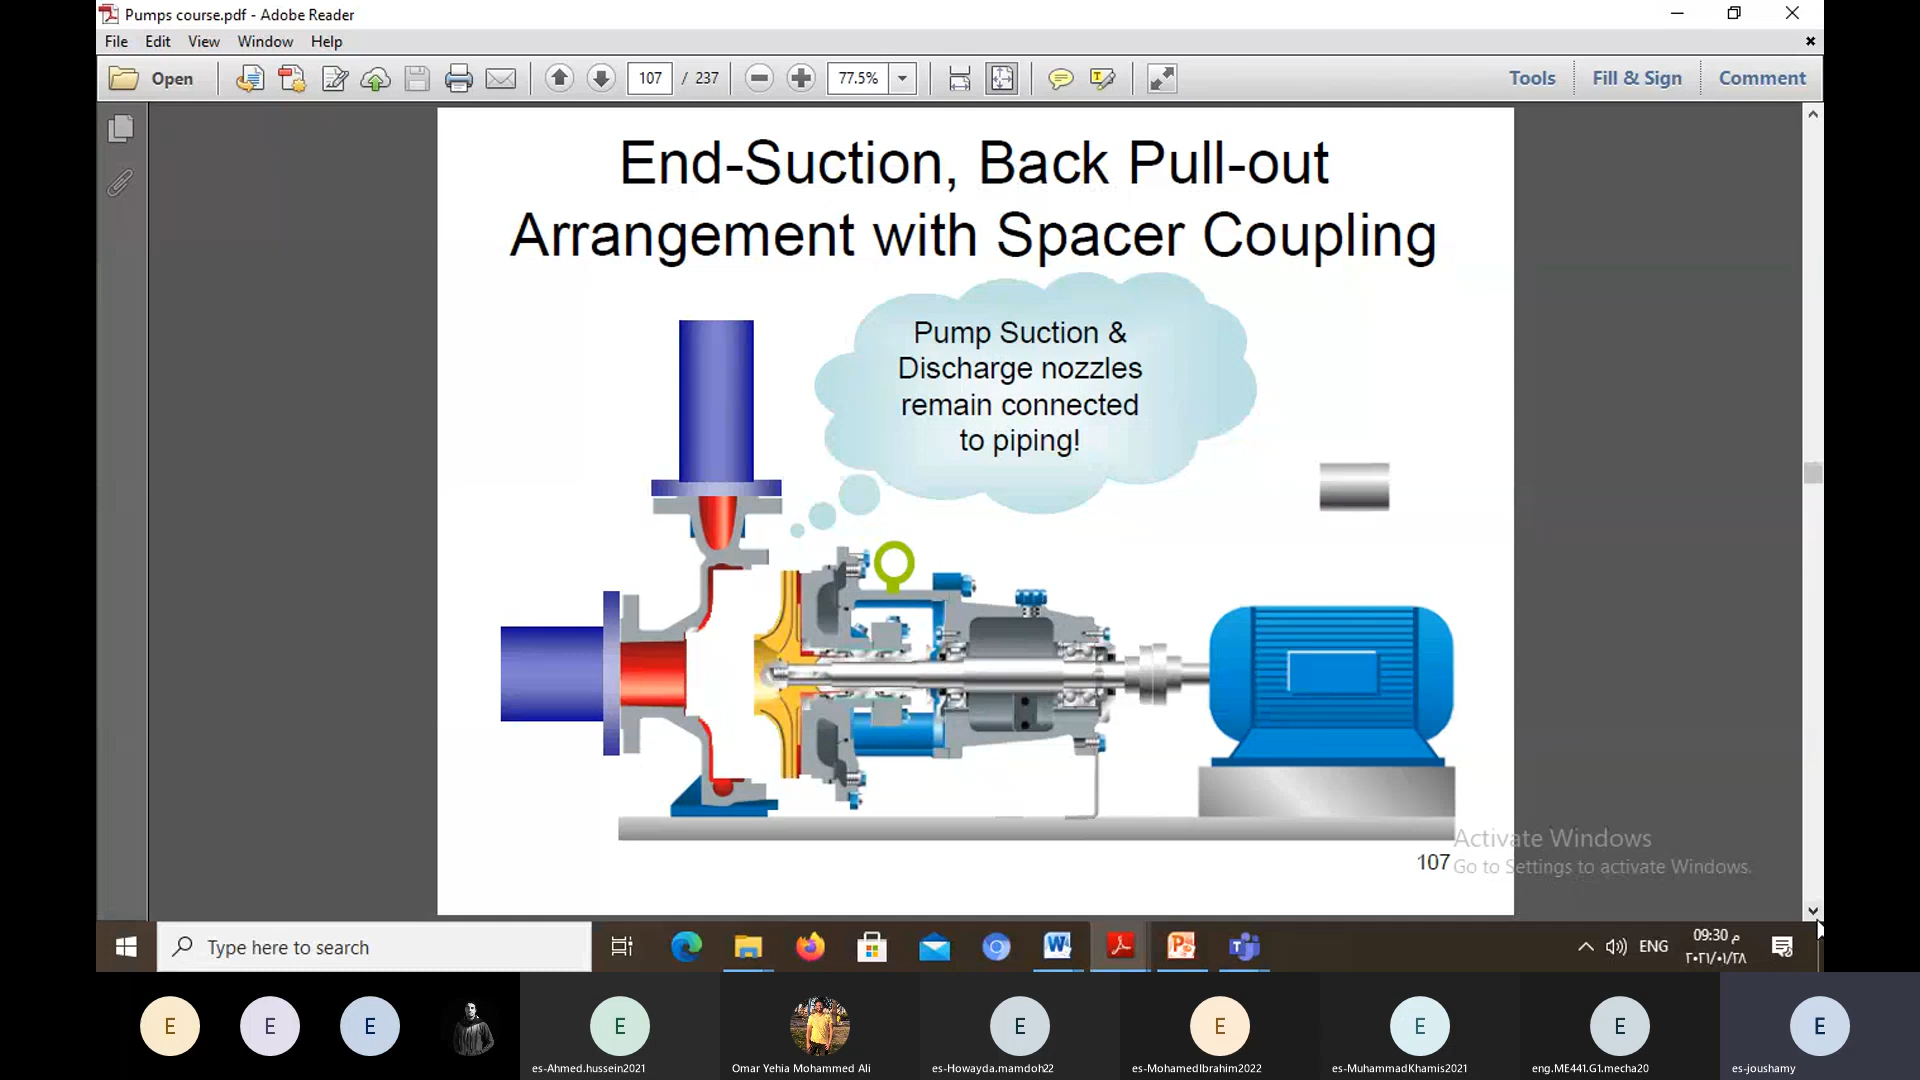 Pumps course.pdf - Adobe Reader
File Edit View Window Help
Open 107 / 237 77.5% Tools Fill & Sign Comment
End-Suction, Back Pull-out
Arrangement with Spacer Coupling
Pump Suction &
Discharge nozzles
remain connected
to piping!
Activate Windows
107
Go to Settings to activate Windows.
Type here to search
ENG
09:30 م
٢٠٢١/٠١/٢٨
E
E
E
E
E
E
E
E
E
es-Ahmed.hussein2021
Omar Yehia Mohammed Ali
es-Howayda.mamdoh22
es-MohamedIbrahim2022
es-MuhammadKhamis2021
eng.ME441.G1.mecha20
es-joushamy